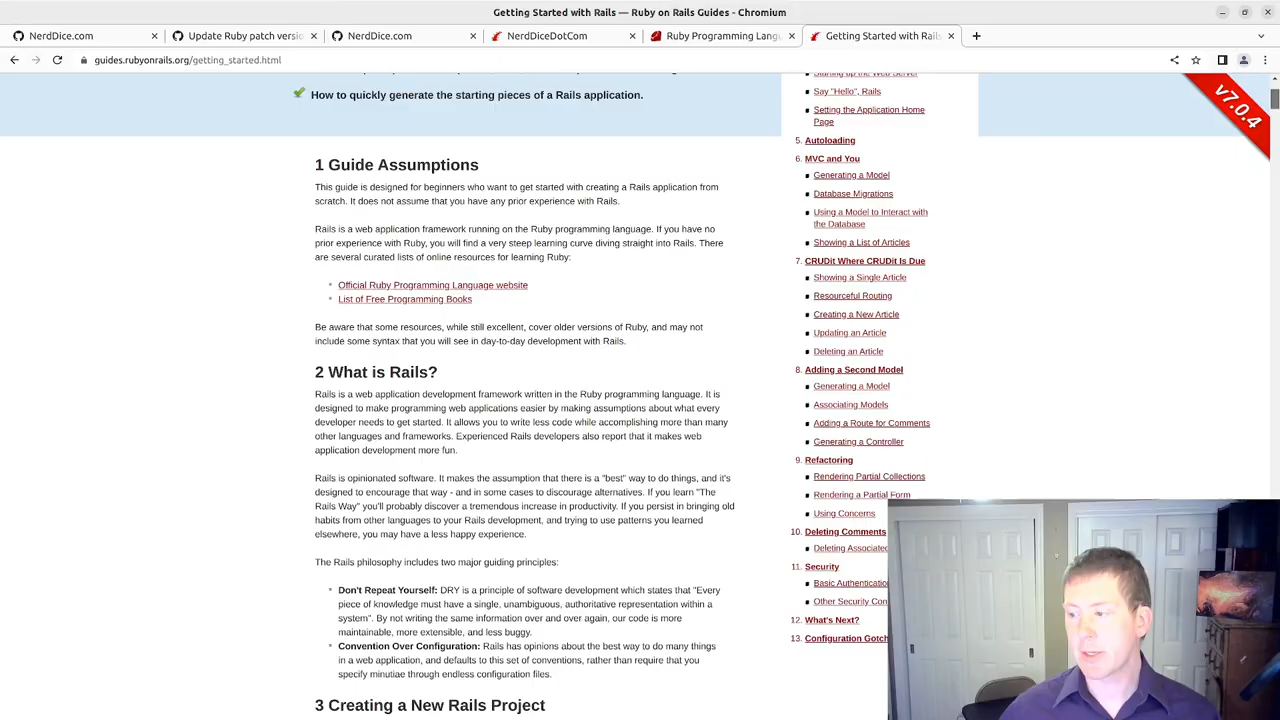 Getting Started with Rails — Ruby on Rails Guides - Chromium
NerdDice.com
Update Ruby patch versio
NerdDice.com
NerdDiceDotCom
Ruby Programming Langu
Getting Started with Rails
guides.rubyonrails.org/getting_started.html
v7.0.4
How to quickly generate the starting pieces of a Rails application.
1 Guide Assumptions
This guide is designed for beginners who want to get started with creating a Rails application from
scratch. It does not assume that you have any prior experience with Rails.
Rails is a web application framework running on the Ruby programming language. If you have no
prior experience with Ruby, you will find a very steep learning curve diving straight into Rails. There
are several curated lists of online resources for learning Ruby:
Official Ruby Programming Language website
List of Free Programming Books
Be aware that some resources, while still excellent, cover older versions of Ruby, and may not
include some syntax that you will see in day-to-day development with Rails.
2 What is Rails?
Rails is a web application development framework written in the Ruby programming language. It is
designed to make programming web applications easier by making assumptions about what every
developer needs to get started. It allows you to write less code while accomplishing more than many
other languages and frameworks. Experienced Rails developers also report that it makes web
application development more fun.
Rails is opinionated software. It makes the assumption that there is a "best" way to do things, and it's
designed to encourage that way - and in some cases to discourage alternatives. If you learn "The
Rails Way" you'll probably discover a tremendous increase in productivity. If you persist in bringing old
habits from other languages to your Rails development, and trying to use patterns you learned
elsewhere, you may have a less happy experience.
The Rails philosophy includes two major guiding principles:
Don't Repeat Yourself: DRY is a principle of software development which states that "Every
piece of knowledge must have a single, unambiguous, authoritative representation within a
system". By not writing the same information over and over again, our code is more
maintainable, more extensible, and less buggy.
Convention Over Configuration: Rails has opinions about the best way to do many things
in a web application, and defaults to this set of conventions, rather than require that you
specify minutiae through endless configuration files.
3 Creating a New Rails Project
Starting up the Web Server
Say "Hello", Rails
Setting the Application Home
Page
5. Autoloading
6. MVC and You
Generating a Model
Database Migrations
Using a Model to Interact with
the Database
Showing a List of Articles
7. CRUDit Where CRUDit Is Due
Showing a Single Article
Resourceful Routing
Creating a New Article
Updating an Article
Deleting an Article
8. Adding a Second Model
Generating a Model
Associating Models
Adding a Route for Comments
Generating a Controller
9. Refactoring
Rendering Partial Collections
Rendering a Partial Form
Using Concerns
10. Deleting Comments
Deleting Associated
11. Security
Basic Authentication
Other Security Con
12. What's Next?
13. Configuration Gotch